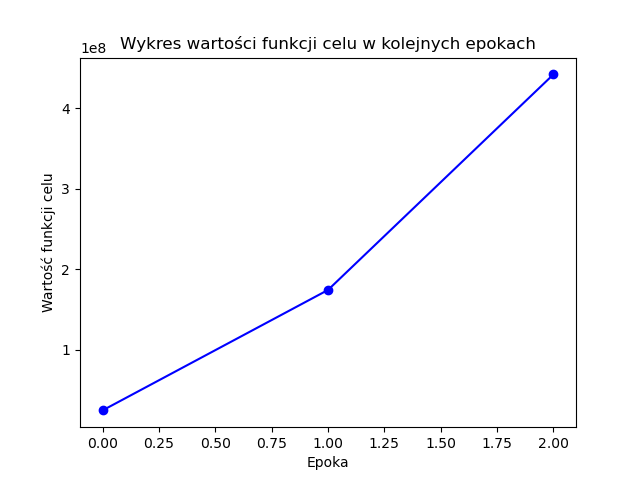 Wykres wartości funkcji celu w kolejnych epokach
1e8
4
3
2
1
Wartość funkcji celu
0.00 0.25 0.50 0.75 1.00 1.25 1.50 1.75 2.00
Epoka